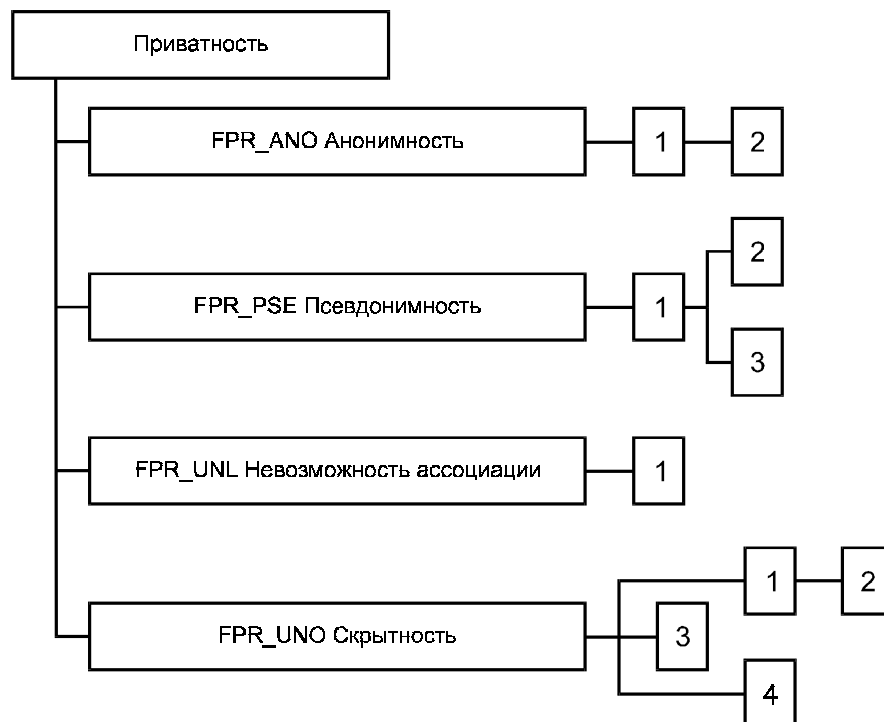 Приватность
FPR_ANO Анонимность 1 2
2
FPR_PSE Псевдонимность 1
3
FPR_UNL Невозможность ассоциации 1
1 2
FPR_UNO Скрытность 3
4